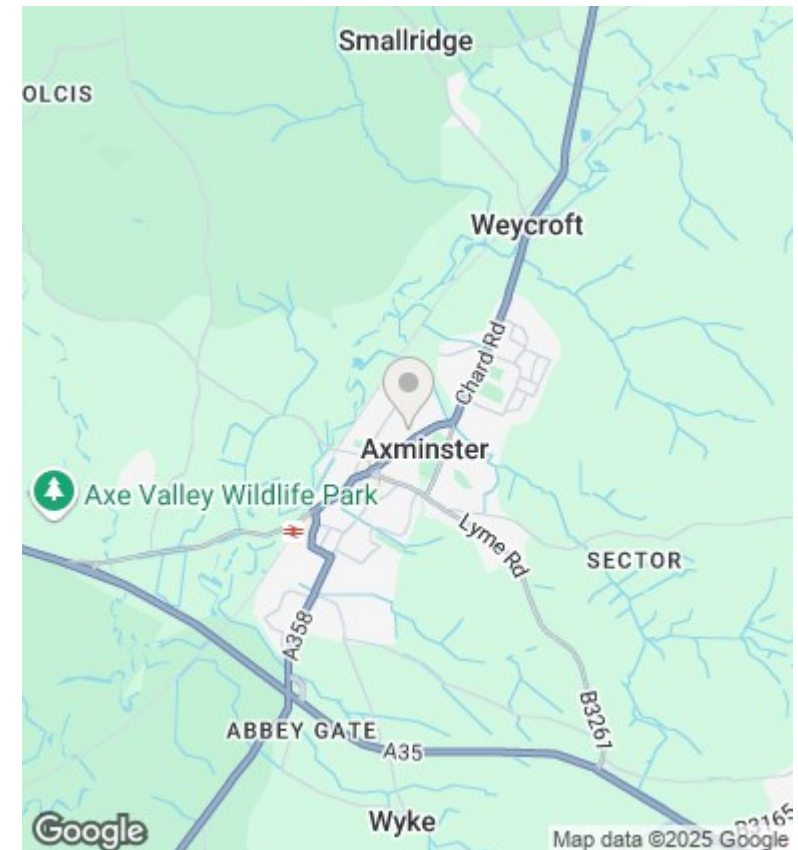 Smallridge
OLCIS
Weycroft
Chard Rd
Axminster
Axe Valley Wildlife Park
Lyme Rd
SECTOR
A358
B3261
ABBEY GATE
A35
Wyke
B3165
Google
Map data ©2025 Google